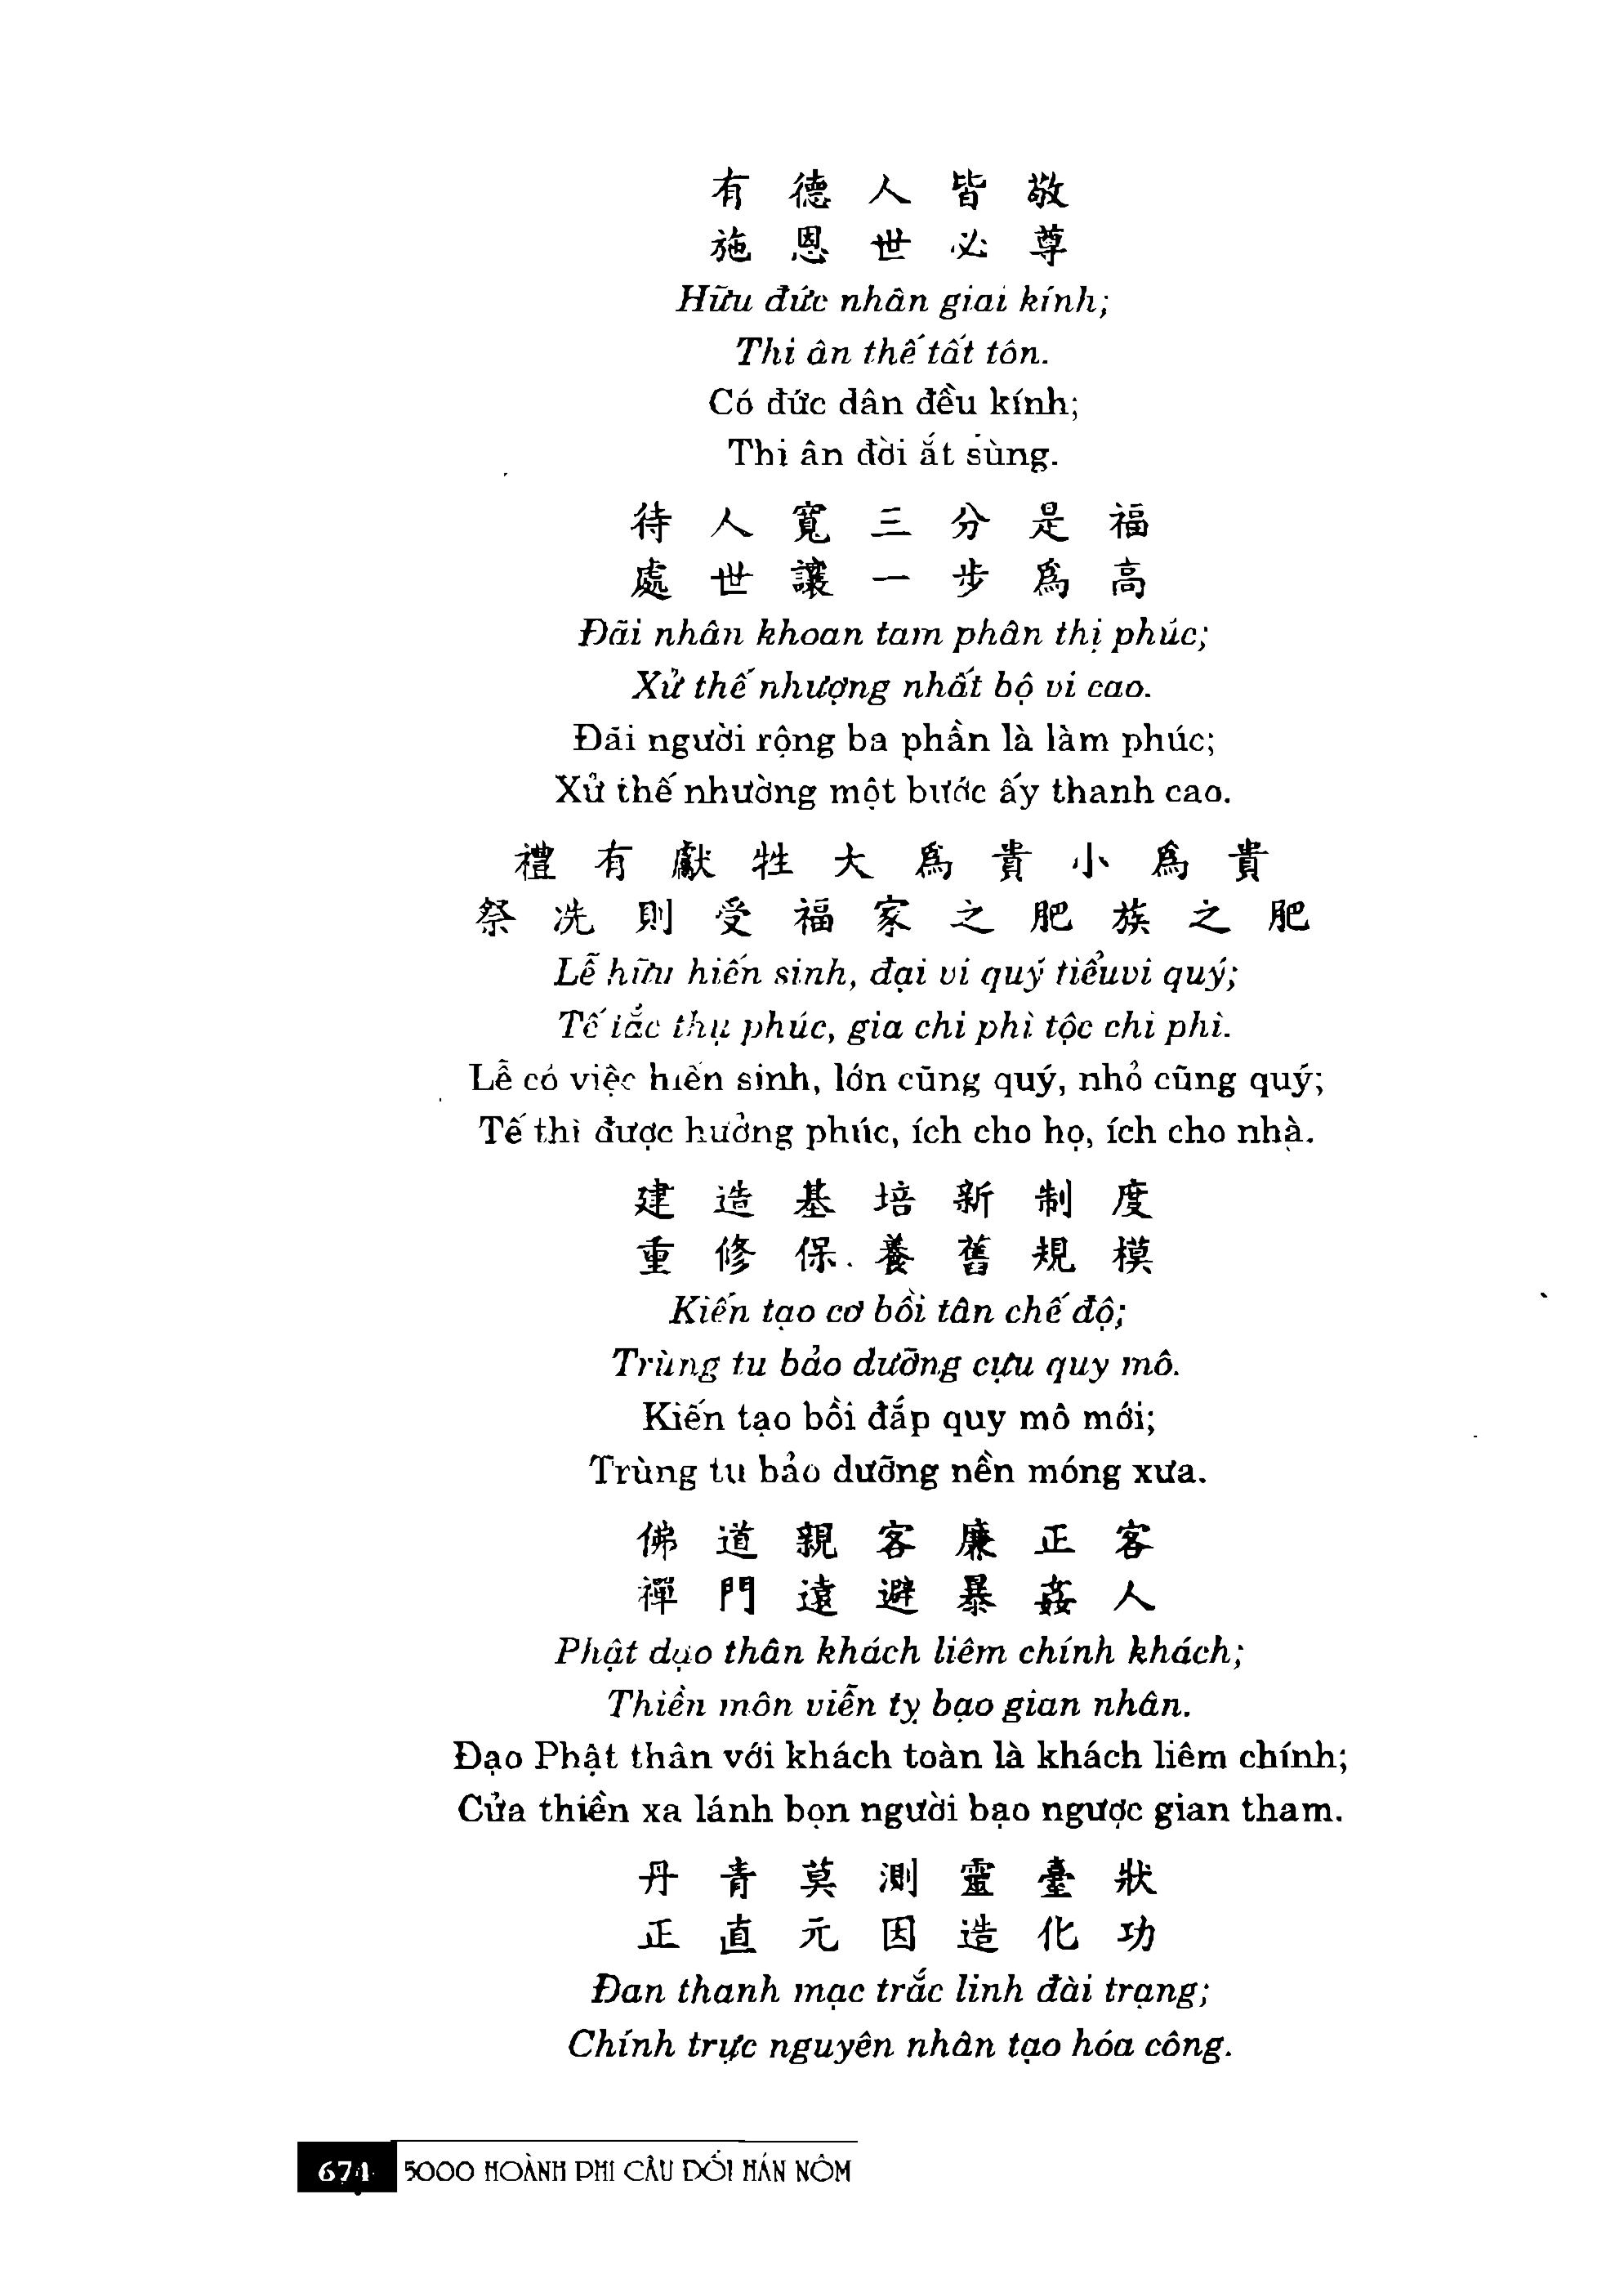 有德人皆敬
施恩世必尊
Hữu đức nhân giai kính;
Thi ân thế tất tôn.
Có đức dân đều kính;
Thi ân đời ắt sùng.
待人寬三分是福
處世讓一步爲高
Đãi nhân khoan tam phân thị phúc;
Xử thế nhượng nhất bộ vi cao.
Đãi người rộng ba phần là làm phúc;
Xử thế nhường một bước ấy thanh cao.
禮有獻牲大爲貴小爲貴
祭冼則受福家之肥族之肥
Lễ hữu hiến sinh, đại vi quý tiểuvi quý;
Tế tắc thụ phúc, gia chi phì tộc chi phì.
Lễ có việc hiến sinh, lớn cũng quý, nhỏ cũng quý;
Tế thì được hưởng phúc, ích cho họ, ích cho nhà.
建造基培新制度
重修保養舊規模
Kiến tạo cơ bồi tân chế độ;
Trùng tu bảo dưỡng cựu quy mô.
Kiến tạo bồi đắp quy mô mới;
Trùng tu bảo dưỡng nền móng xưa.
佛道親客廉正客
禪門遠避暴姦人
Phật đạo thân khách liêm chính khách;
Thiền môn viễn tỵ bạo gian nhân.
Đạo Phật thân với khách toàn là khách liêm chính;
Cửa thiền xa lánh bọn người bạo ngược gian tham.
丹青莫測靈臺狀
正直元因造化功
Đan thanh mạc trắc linh đài trạng;
Chính trực nguyên nhân tạo hóa công.
674 5000 HOÀNH PHI CÂU ĐỐI HÁN NÔM